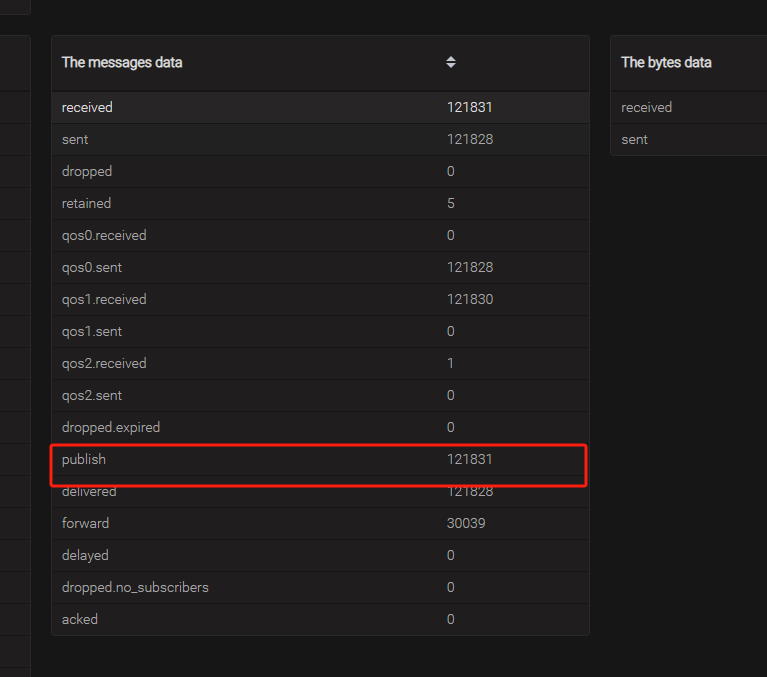 The messages data
received 121831
sent 121828
dropped 0
retained 5
qos0.received 0
qos0.sent 121828
qos1.received 121830
qos1.sent 0
qos2.received 1
qos2.sent 0
dropped.expired 0
publish 121831
delivered 121828
forward 30039
delayed 0
dropped.no_subscribers 0
acked 0
The bytes data
received
sent